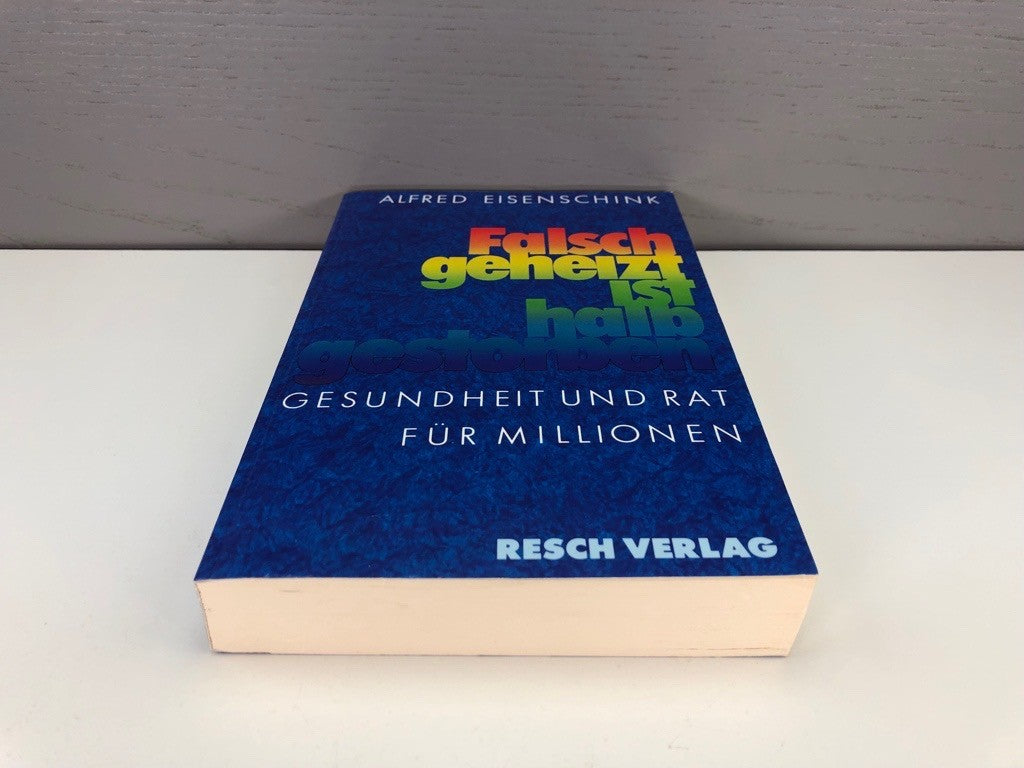 ALFRED EISENSCHINK
Falsch
geheizt
ist
halb
gestorben
GESUNDHEIT UND RAT
FÜR MILLIONEN
RESCH VERLAG